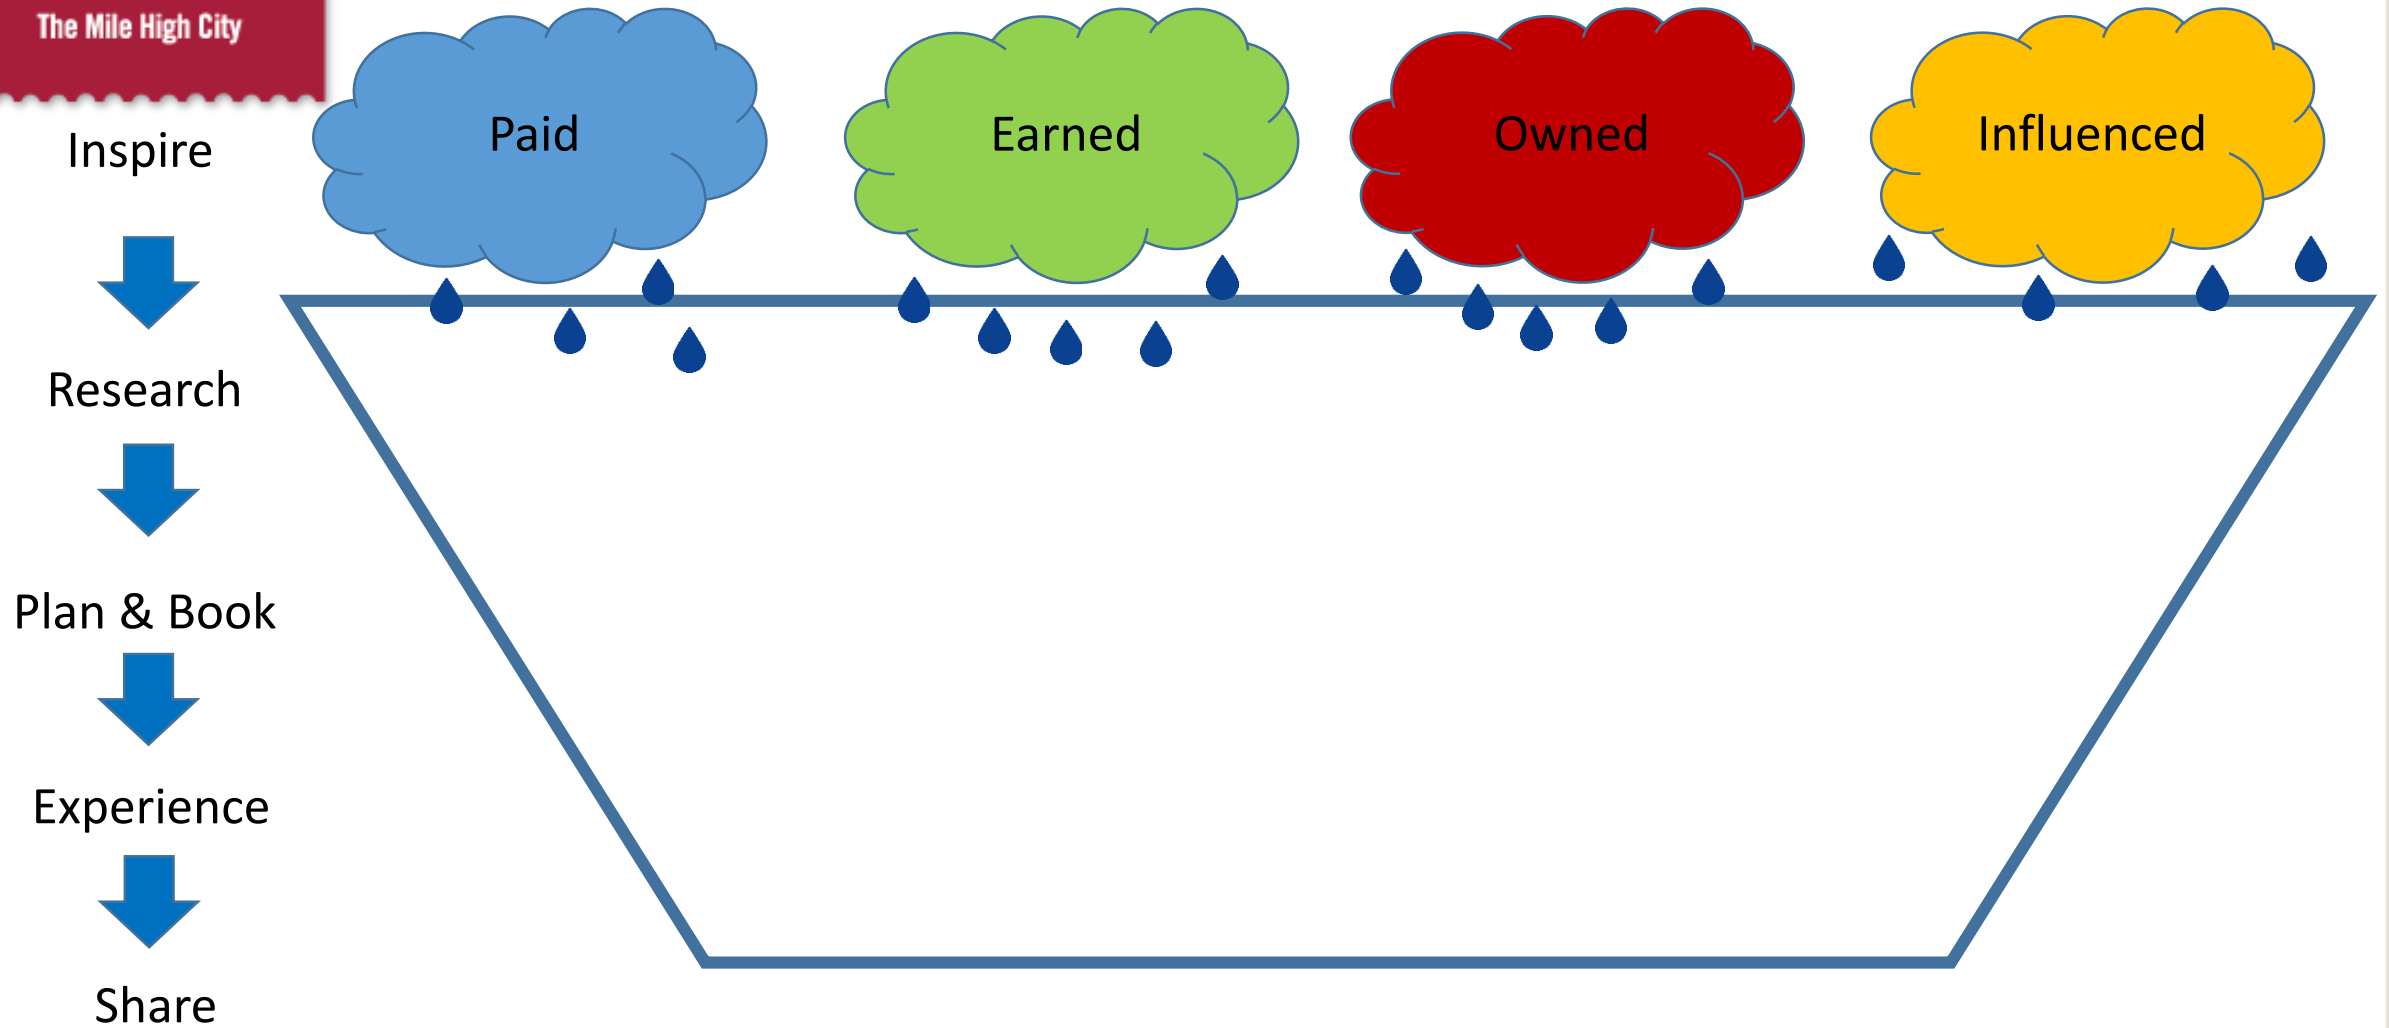 The Mile High City
Paid
Earned
Owned
Influenced
Inspire
Research
Plan & Book
Experience
Share